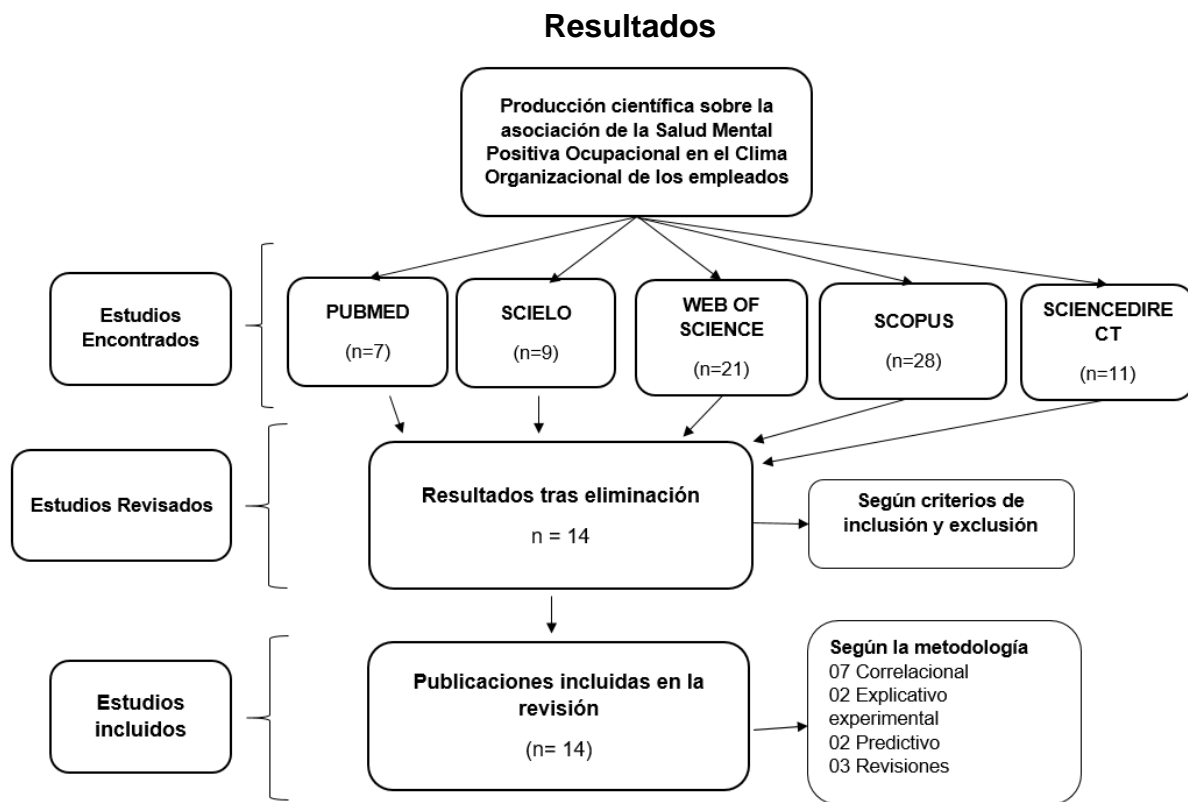 Resultados
Producción científica sobre la
asociación de la Salud Mental
Positiva Ocupacional en el Clima
Organizacional de los empleados
Estudios
Encontrados
PUBMED
(n=7)
SCIELO
(n=9)
WEB OF
SCIENCE
(n=21)
SCOPUS
(n=28)
SCIENCEDIRE
CT
(n=11)
Estudios Revisados
Resultados tras eliminación
n = 14
Según criterios de
inclusión y exclusión
Estudios
incluidos
Publicaciones incluidas en la
revisión
(n= 14)
Según la metodología
07 Correlacional
02 Explicativo
experimental
02 Predictivo
03 Revisiones